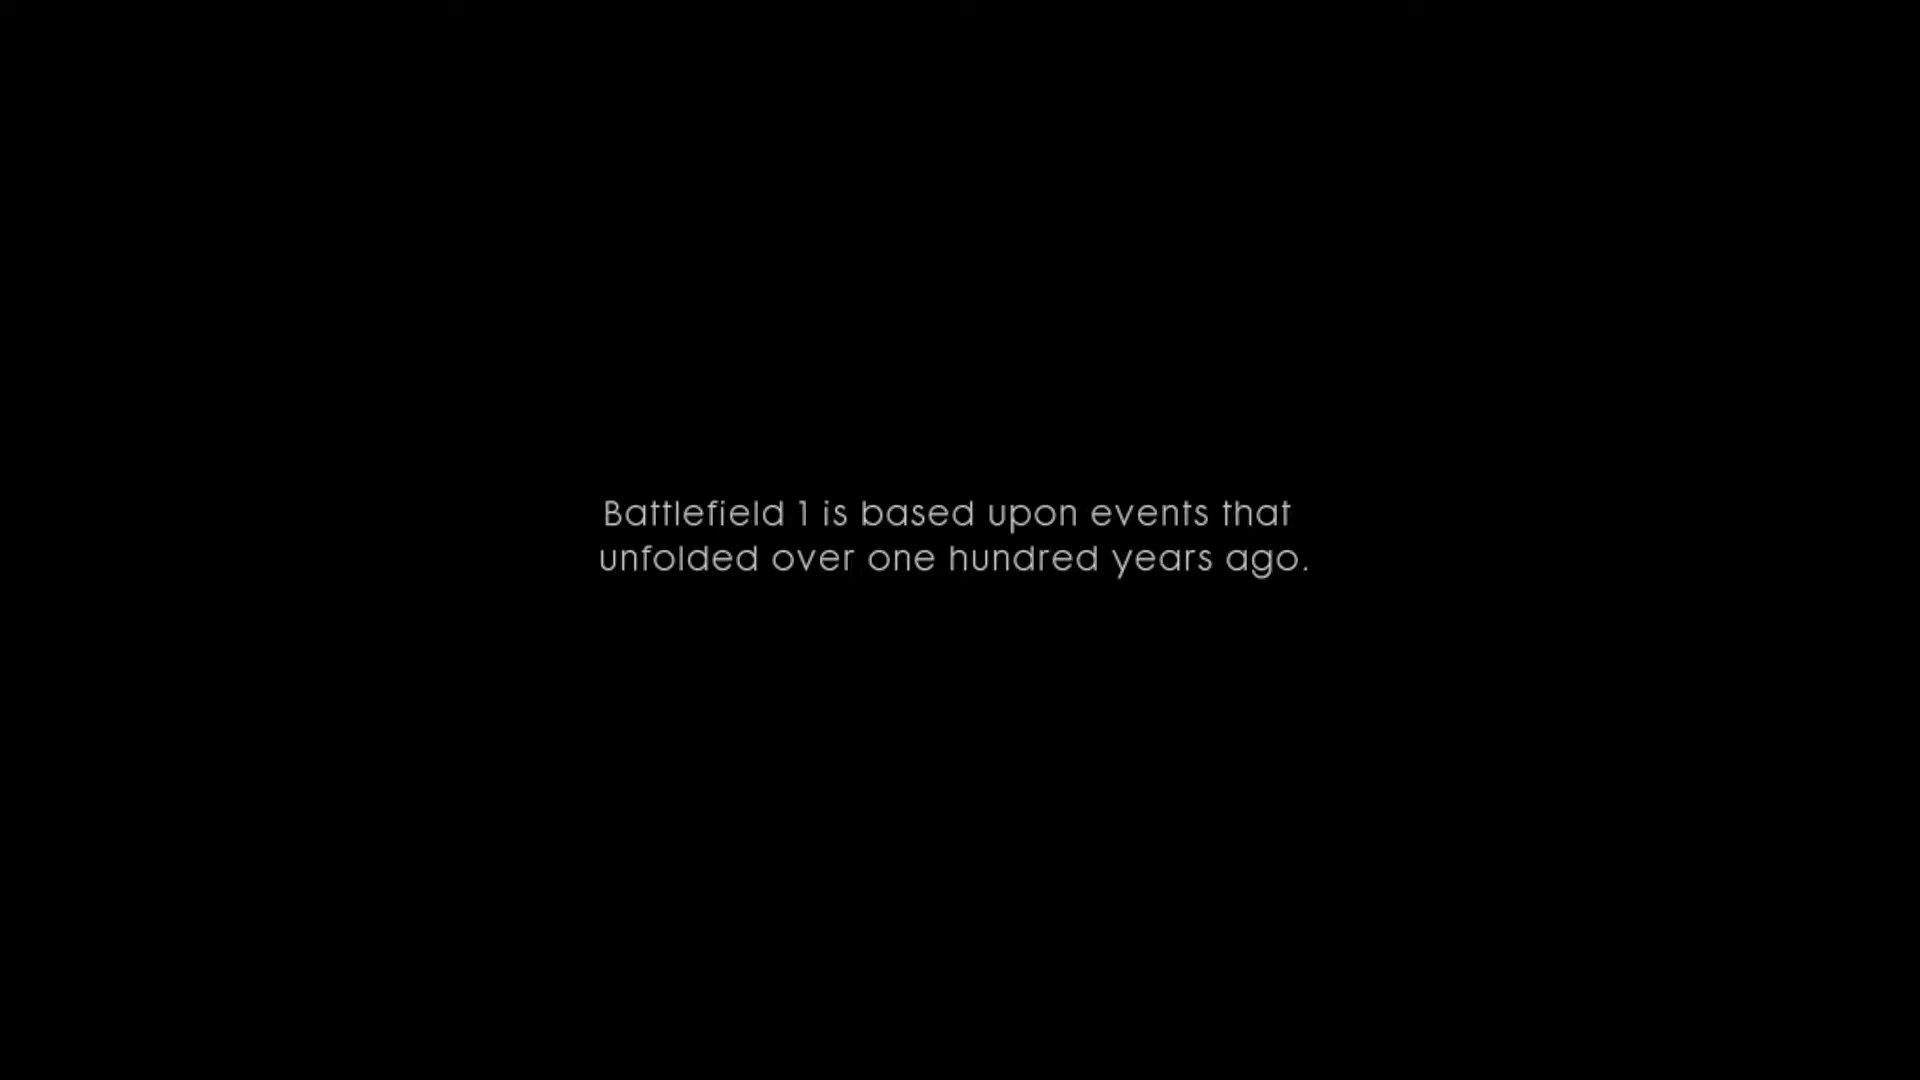 Battlefield 1 is based upon events that
unfolded over one hundred years ago.